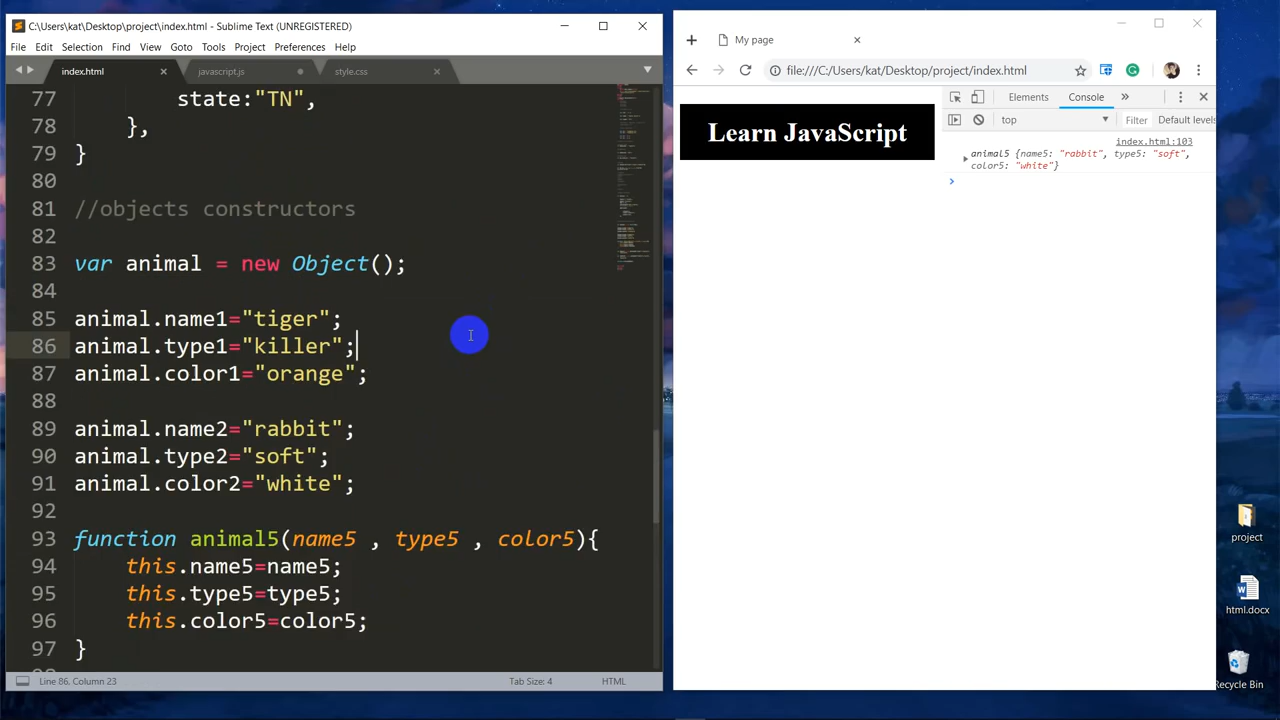 C:\Users\kat\Desktop\project\index.html - Sublime Text (UNREGISTERED)
File Edit Selection Find View Goto Tools Project Preferences Help
index.html javascript.js style.css
77 state:"TN",
78 },
79 }
80
81 //objects constructors
82
83 var animal = new Object();
84
85 animal.name1="tiger";
86 animal.type1="killer";
87 animal.color1="orange";
88
89 animal.name2="rabbit";
90 animal.type2="soft";
91 animal.color2="white";
92
93 function animal5(name5 , type5 , color5){
94 this.name5=name5;
95 this.type5=type5;
96 this.color5=color5;
97 }
Line 86, Column 23 Tab Size: 4 HTML
My page
file:///C:/Users/kat/Desktop/project/index.html
Learn JavaScript
Elements Console »
top Filter Default levels
index.html:103
animal5 {name5: "rabbit", type5: "soft",
color5: "white"}
project
html.docx
Recycle Bin